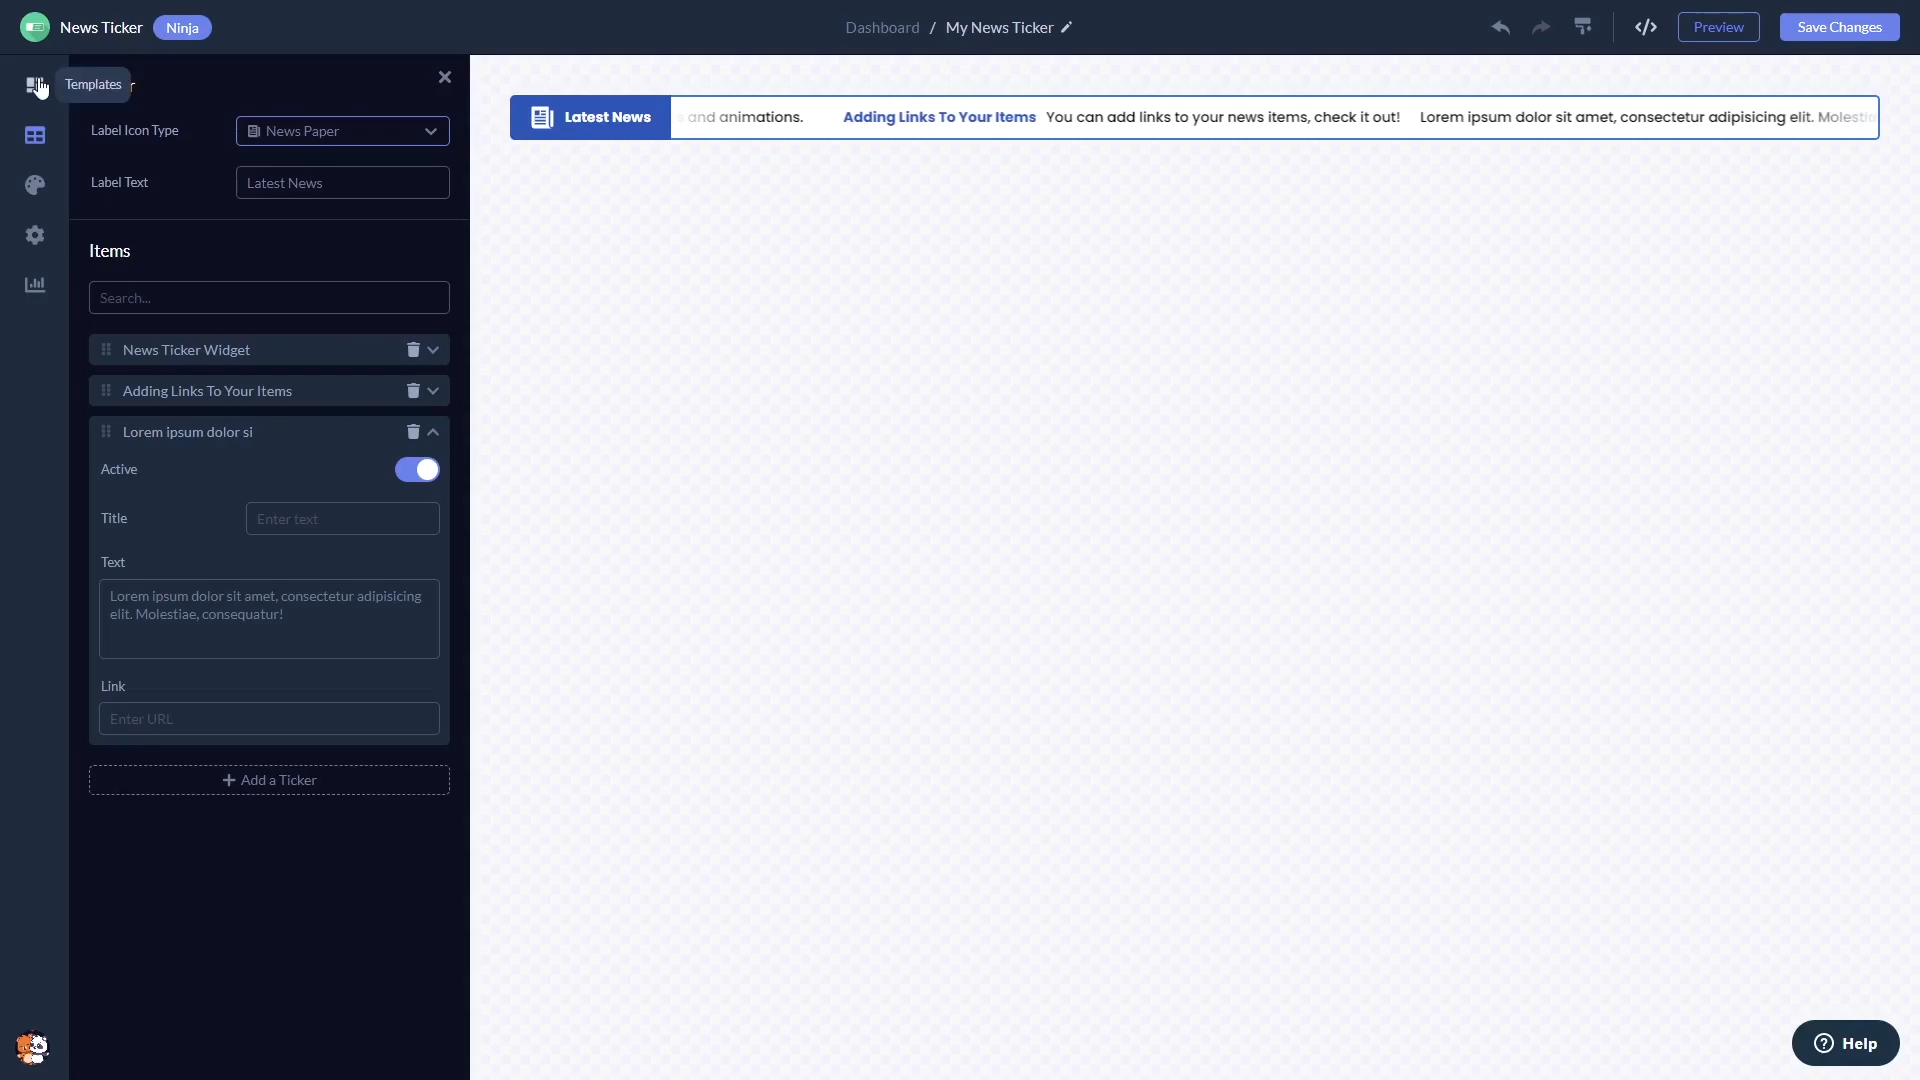 News Ticker
Ninja
Dashboard / My News Ticker
Preview
Save Changes
Templates
Label Icon Type
News Paper
Label Text
Latest News
Items
Search...
News Ticker Widget
Adding Links To Your Items
Lorem ipsum dolor si
Active
Title
Enter text
Text
Lorem ipsum dolor sit amet, consectetur adipisicing
elit. Molestiae, consequatur!
Link
Enter URL
+ Add a Ticker
Latest News
and animations. Adding Links To Your Items You can add links to your news items, check it out! Lorem ipsum dolor sit amet, consectetur adipisicing elit.
Help